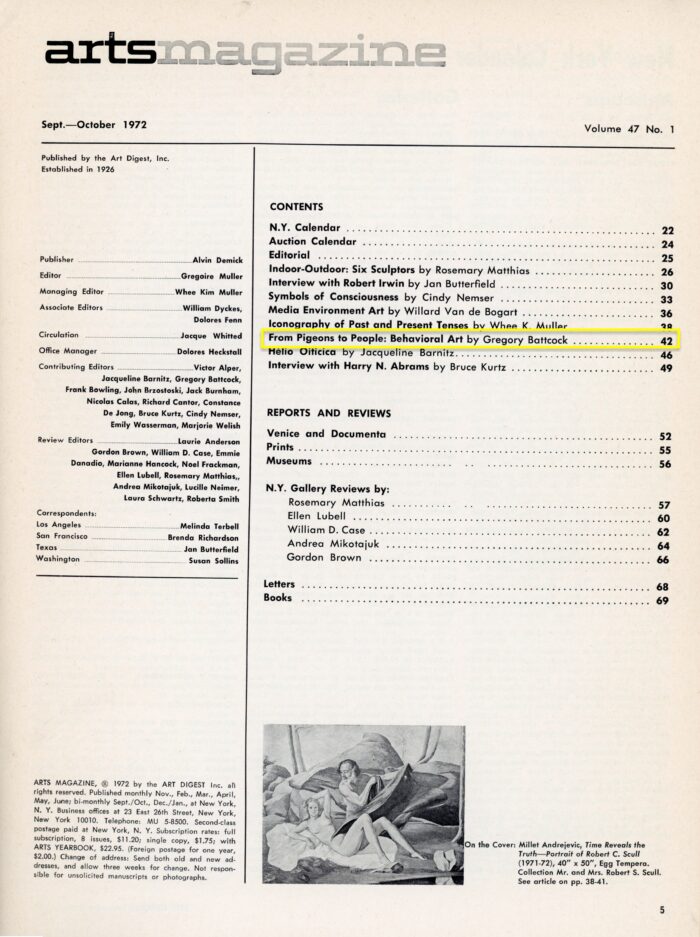 artsmagazine
Sept.—October 1972
Volume 47 No. 1
Published by the Art Digest, Inc.
Established in 1926
Publisher Alvin Demick
Editor Gregoire Muller
Managing Editor Whee Kim Muller
Associate Editors William Dyckes,
Dolores Fenn
Circulation Jacque Whitted
Office Manager Dolores Heckstall
Contributing Editors Victor Alper,
Jacqueline Barnitz, Gregory Battcock,
Frank Bowling, John Brzostoski, Jack Burnham,
Nicolas Calas, Richard Cantor, Constance
De Jong, Bruce Kurtz, Cindy Nemser,
Emily Wasserman, Marjorie Welish
Review Editors Laurie Anderson
Gordon Brown, William D. Case, Emmie
Danadio, Marianne Hancock, Noel Frackman,
Ellen Lubell, Rosemary Matthias,,
Andrea Mikotajuk, Lucille Neimer,
Laura Schwartz, Roberta Smith
Correspondents:
Los Angeles Melinda Terbell
San Francisco Brenda Richardson
Texas Jan Butterfield
Washington Susan Sollins
ARTS MAGAZINE, © 1972 by the ART DIGEST Inc. all
rights reserved. Published monthly Nov., Feb., Mar., April,
May, June; bi-monthly Sept./Oct., Dec./Jan., at New York,
N. Y. Business offices at 23 East 26th Street, New York,
New York 10010. Telephone: MU 5-8500. Second-class
postage paid at New York, N. Y. Subscription rates: full
subscription, 8 issues, $11.20; single copy, $1.75; with
ARTS YEARBOOK, $22.95. (Foreign postage for one year,
$2.00.) Change of address: Send both old and new ad-
dresses, and allow three weeks for change. Not respon-
sible for unsolicited manuscripts or photographs.
CONTENTS
N.Y. Calendar 22
Auction Calendar 24
Editorial 25
Indoor-Outdoor: Six Sculptors by Rosemary Matthias 26
Interview with Robert Irwin by Jan Butterfield 30
Symbols of Consciousness by Cindy Nemser 33
Media Environment Art by Willard Van de Bogart 36
Iconography of Past and Present Tenses by Whee K. Muller 38
From Pigeons to People: Behavioral Art by Gregory Battcock 42
Helio Oiticica by Jacqueline Barnitz 46
Interview with Harry N. Abrams by Bruce Kurtz 49
REPORTS AND REVIEWS
Venice and Documenta 52
Prints 55
Museums 56
N.Y. Gallery Reviews by:
Rosemary Matthias 57
Ellen Lubell 60
William D. Case 62
Andrea Mikotajuk 64
Gordon Brown 66
Letters 68
Books 69
On the Cover: Millet Andrejevic, Time Reveals the
Truth—Portrait of Robert C. Scull
(1971-72), 40" x 50", Egg Tempera.
Collection Mr. and Mrs. Robert S. Scull.
See article on pp. 38-41.
5